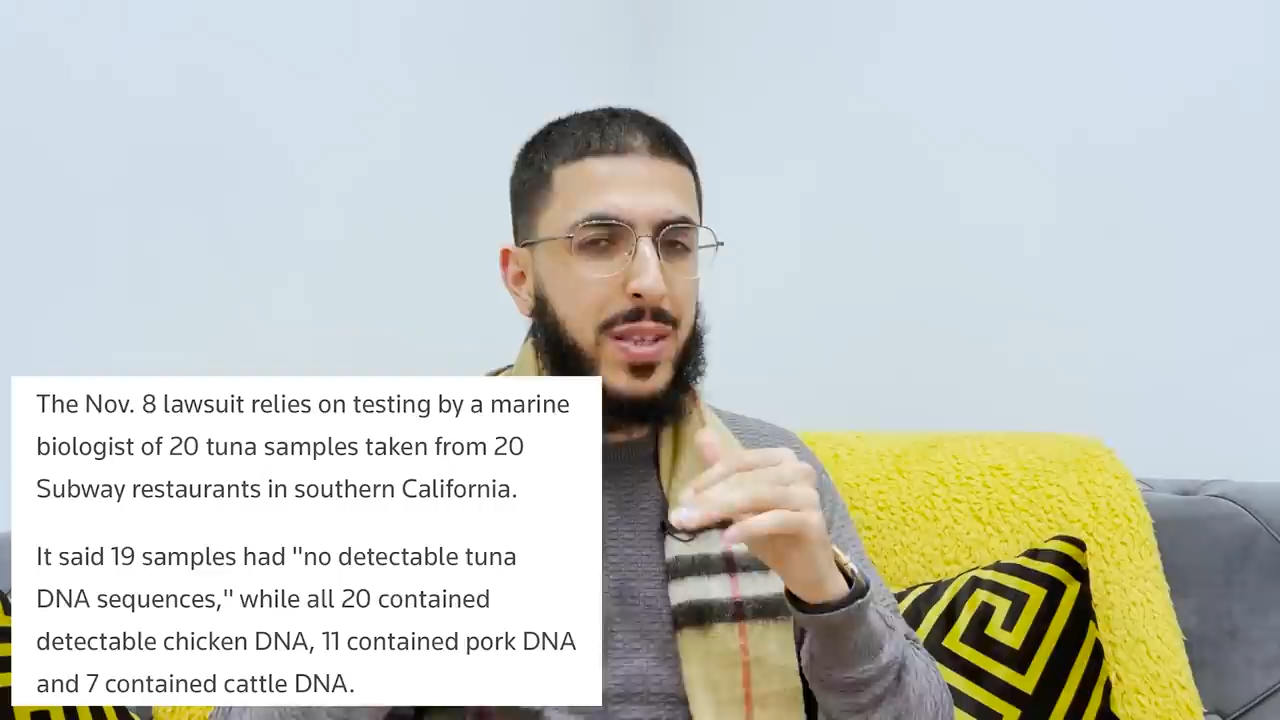 The Nov. 8 lawsuit relies on testing by a marine
biologist of 20 tuna samples taken from 20
Subway restaurants in southern California.
It said 19 samples had "no detectable tuna
DNA sequences," while all 20 contained
detectable chicken DNA, 11 contained pork DNA
and 7 contained cattle DNA.